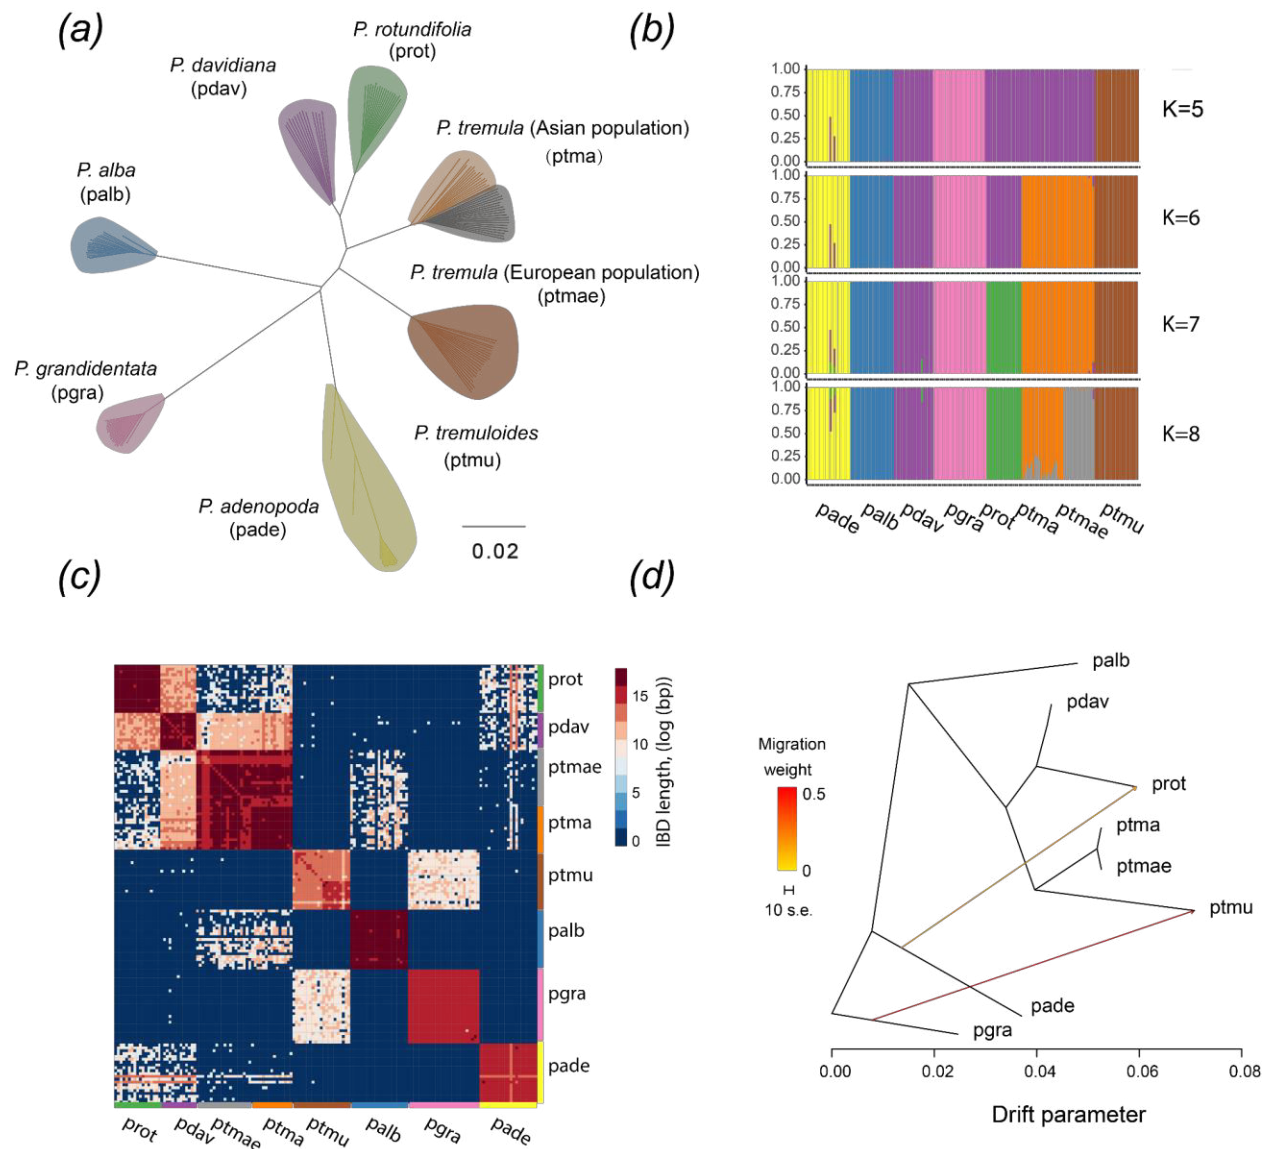 (a)
P. rotundifolia
(prot)
P. davidiana
(pdav)
P. tremula (Asian population)
(ptma)
P. alba
(palb)
P. tremula (European population)
(ptmae)
P. grandidentata
(pgra)
P. tremuloides
(ptmu)
P. adenopoda
(pade)
0.02
(b)
1.00
0.75
0.50
0.25
0.00
K=5
1.00
0.75
0.50
0.25
0.00
K=6
1.00
0.75
0.50
0.25
0.00
K=7
1.00
0.75
0.50
0.25
0.00
K=8
pade palb pdav pgra prot ptma ptmae ptmu
(c)
prot
pdav
ptmae
ptma
ptmu
palb
pgra
pade
15
10
5
0
IBD length, (log (bp))
prot pdav ptmae ptma ptmu palb pgra pade
(d)
palb
pdav
prot
ptma
ptmae
ptmu
pade
pgra
Migration
weight
0.5
0
10 s.e.
0.00 0.02 0.04 0.06 0.08
Drift parameter